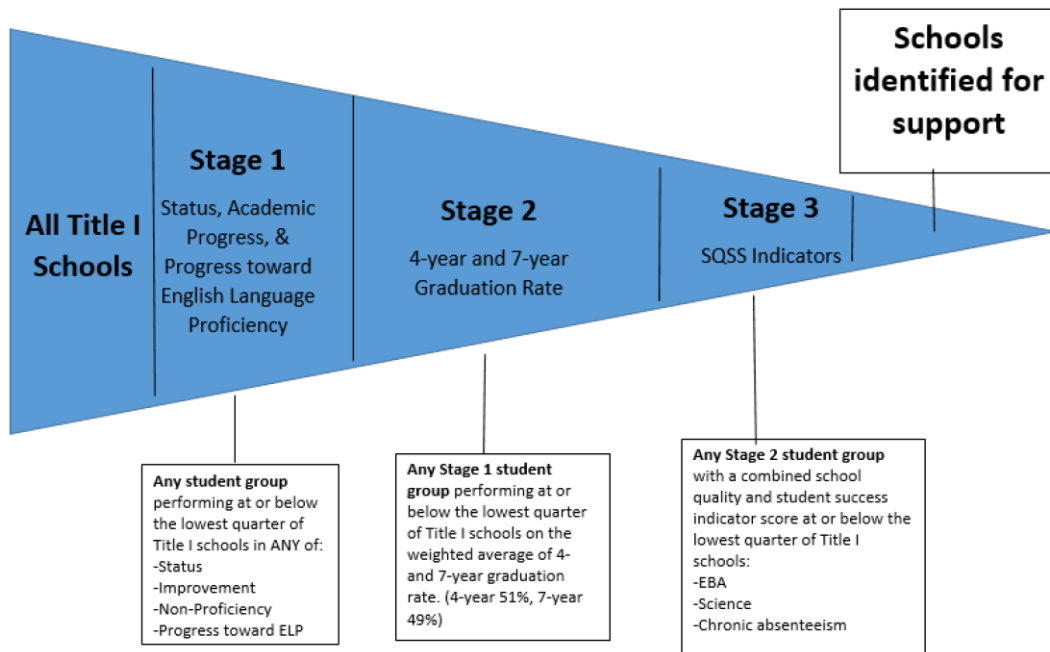 All Title I
Schools
Stage 1
Status, Academic
Progress, &
Progress toward
English Language
Proficiency
Stage 2
4-year and 7-year
Graduation Rate
Stage 3
SQSS Indicators
Schools
identified for
support
Any student group
performing at or below
the lowest quarter of
Title I schools in ANY of:
-Status
-Improvement
-Non-Proficiency
-Progress toward ELP
Any Stage 1 student
group performing at or
below the lowest quarter
of Title I schools on the
weighted average of 4-
and 7-year graduation
rate. (4-year 51%, 7-year
49%)
Any Stage 2 student group
with a combined school
quality and student success
indicator score at or below the
lowest quarter of Title I
schools:
-EBA
-Science
-Chronic absenteeism